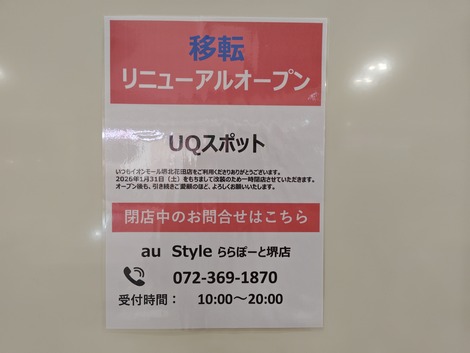 移転
リニューアルオープン
UQスポット
いつもイオンモール堺北花田店をご利用くださりありがとうございます。
2026年1月31日（土）をもちまして改装のため一時閉店させていただきます。
オープン後も、引き続きご愛顧のほど、よろしくお願いいたします。
閉店中のお問合せはこちら
au Style ららぽーと堺店
072-369-1870
受付時間： 10:00～20:00